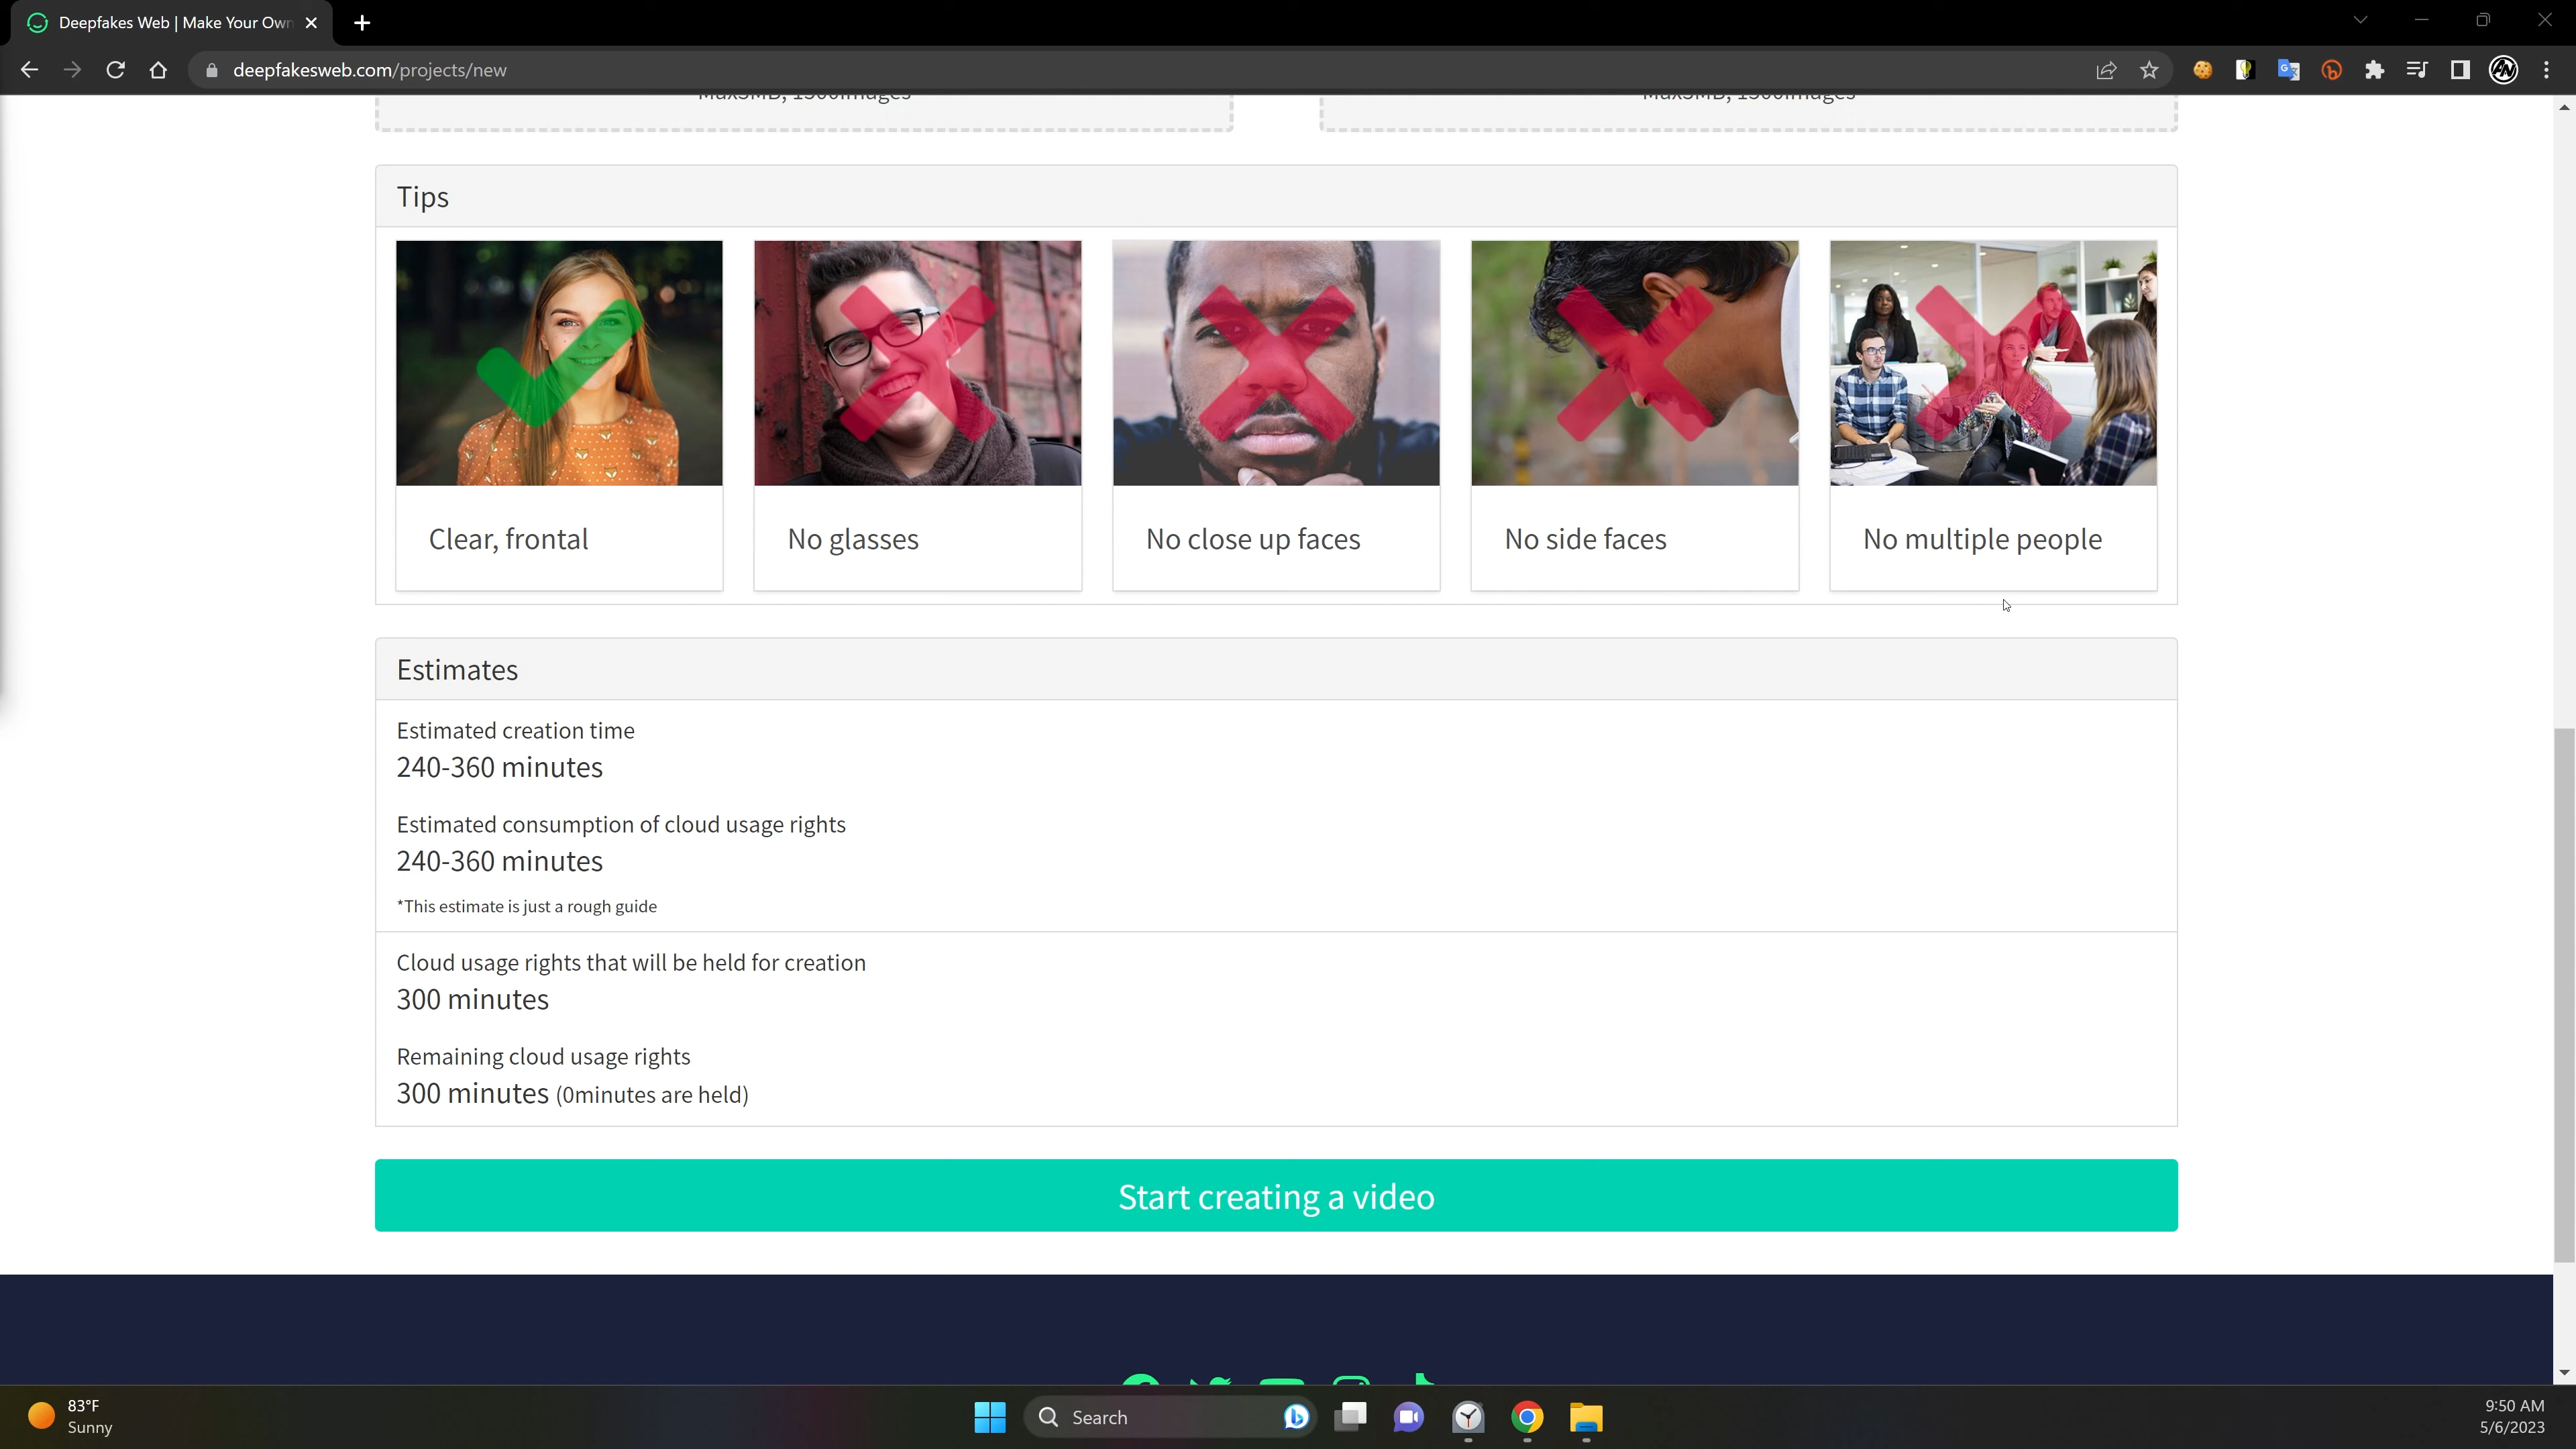 Deepfakes Web | Make Your Own
deepfakesweb.com/projects/new
Tips
Clear, frontal
No glasses
No close up faces
No side faces
No multiple people
Estimates
Estimated creation time
240-360 minutes
Estimated consumption of cloud usage rights
240-360 minutes
*This estimate is just a rough guide
Cloud usage rights that will be held for creation
300 minutes
Remaining cloud usage rights
300 minutes (0minutes are held)
Start creating a video
83°F
Sunny
Search
9:50 AM
5/6/2023